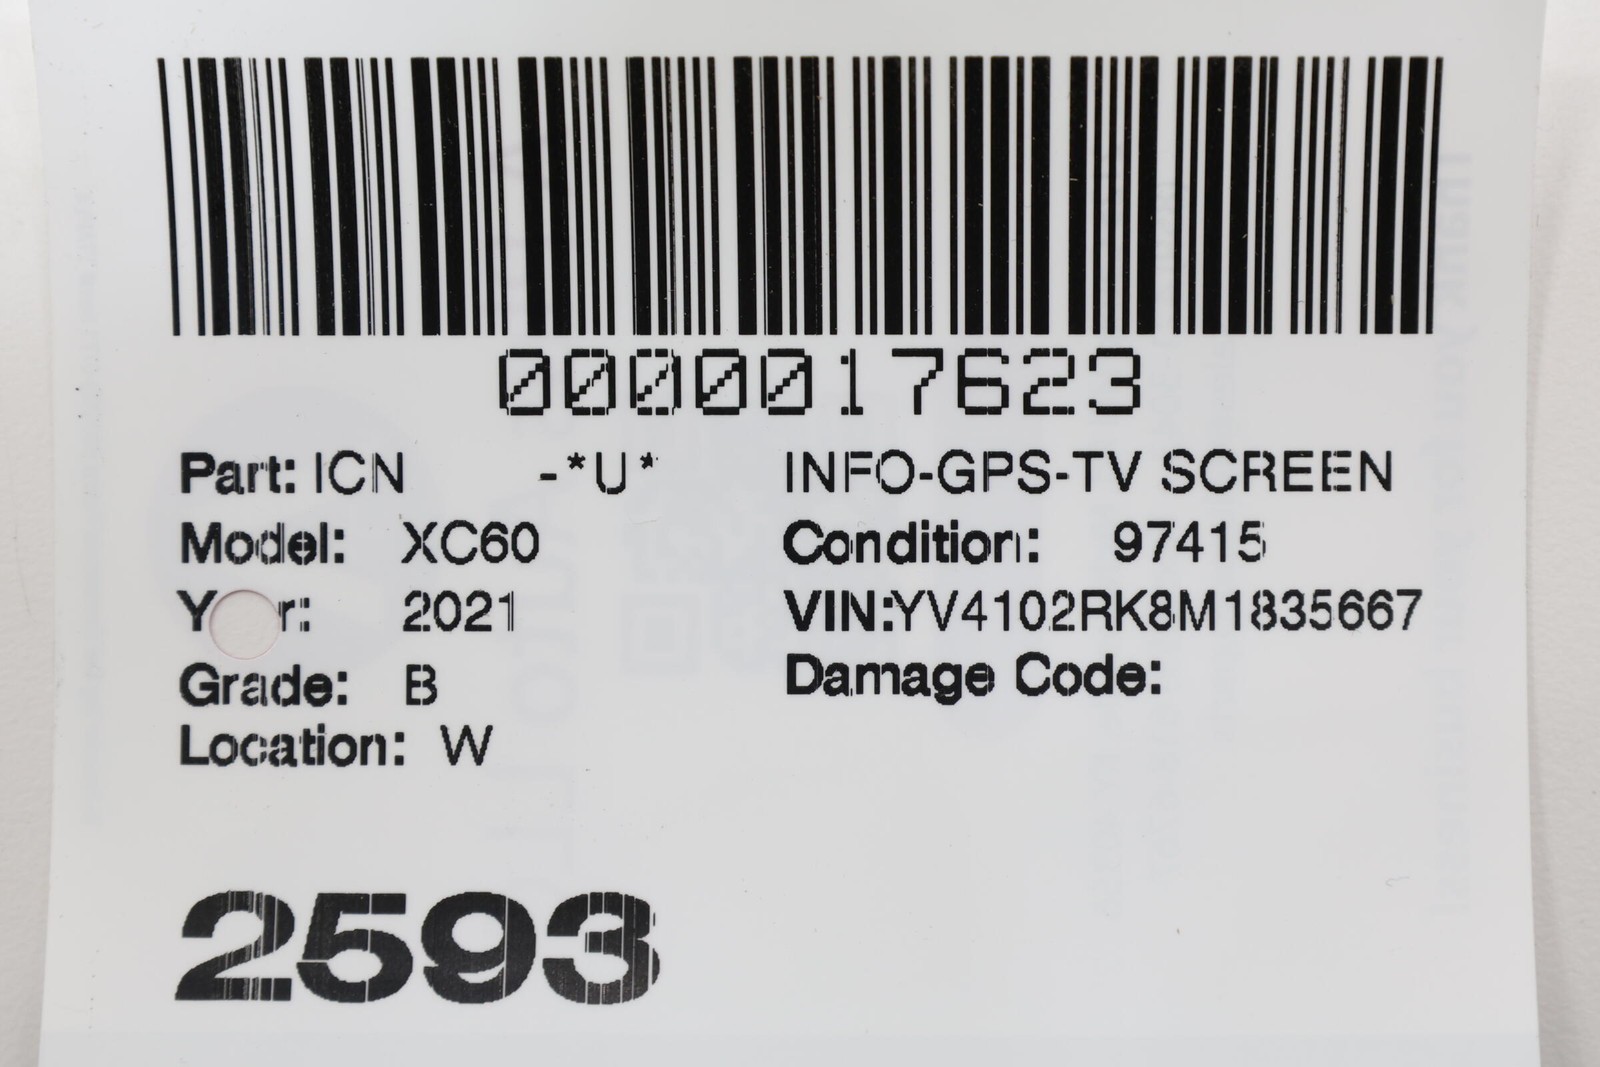 0000017623
Part: ICN -*U* INFO-GPS-TV SCREEN
Model: XC60 Condition: 97415
Y r: 2021 VIN:YV4102RK8M1835667
Grade: B Damage Code:
Location: W
2593